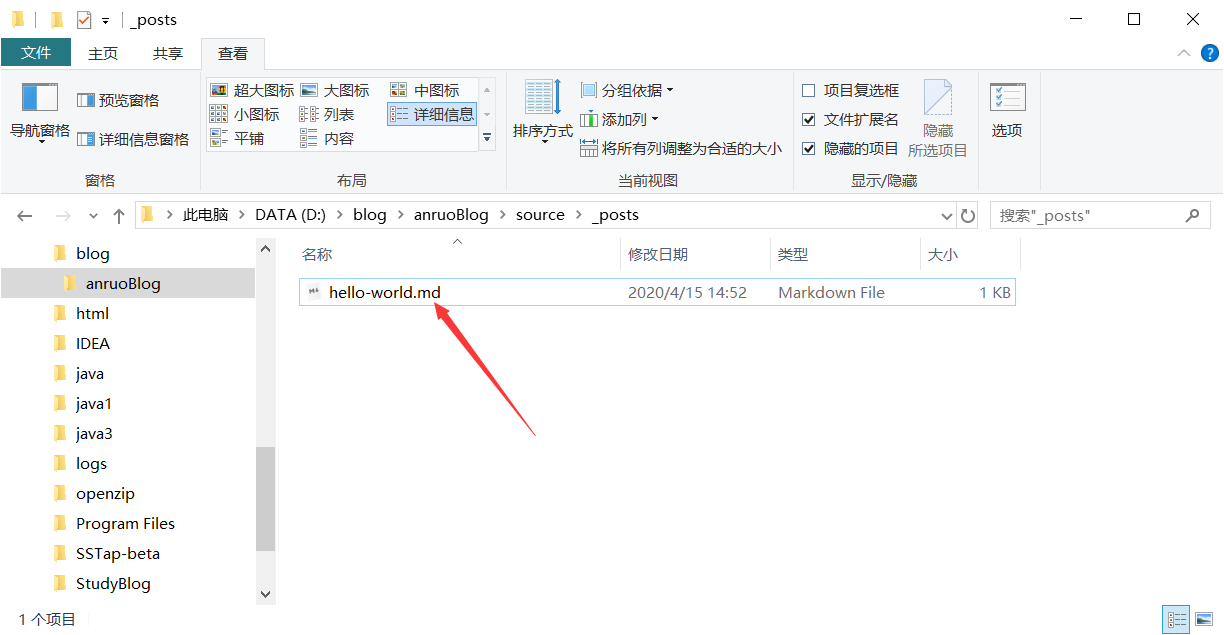 _posts
文件 主页 共享 查看
导航窗格 预览窗格 详细信息窗格
窗格
超大图标 大图标 中图标
小图标 列表 详细信息
平铺 内容
布局
排序方式
分组依据
添加列
将所有列调整为合适的大小
当前视图
项目复选框
文件扩展名
隐藏的项目
隐藏
所选项目
显示/隐藏
选项
此电脑 > DATA (D:) > blog > anruoBlog > source > _posts
搜索"_posts"
blog
anruoBlog
html
IDEA
java
java1
java3
logs
openzip
Program Files
SSTap-beta
StudyBlog
名称 修改日期 类型 大小
hello-world.md 2020/4/15 14:52 Markdown File 1 KB
1 个项目